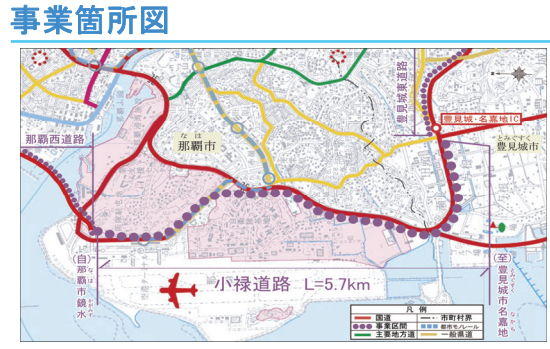 事業箇所図
豊見城東道路
豊見城・名嘉地IC
那覇西道路
なは
那覇市
とみぐすく
豊見城市
(自)那覇市鏡水
小禄道路 L=5.7km
(至)豊見城市名嘉地
凡例
国道
市町村界
事業区間
都市モノレール
主要地方道
一般県道